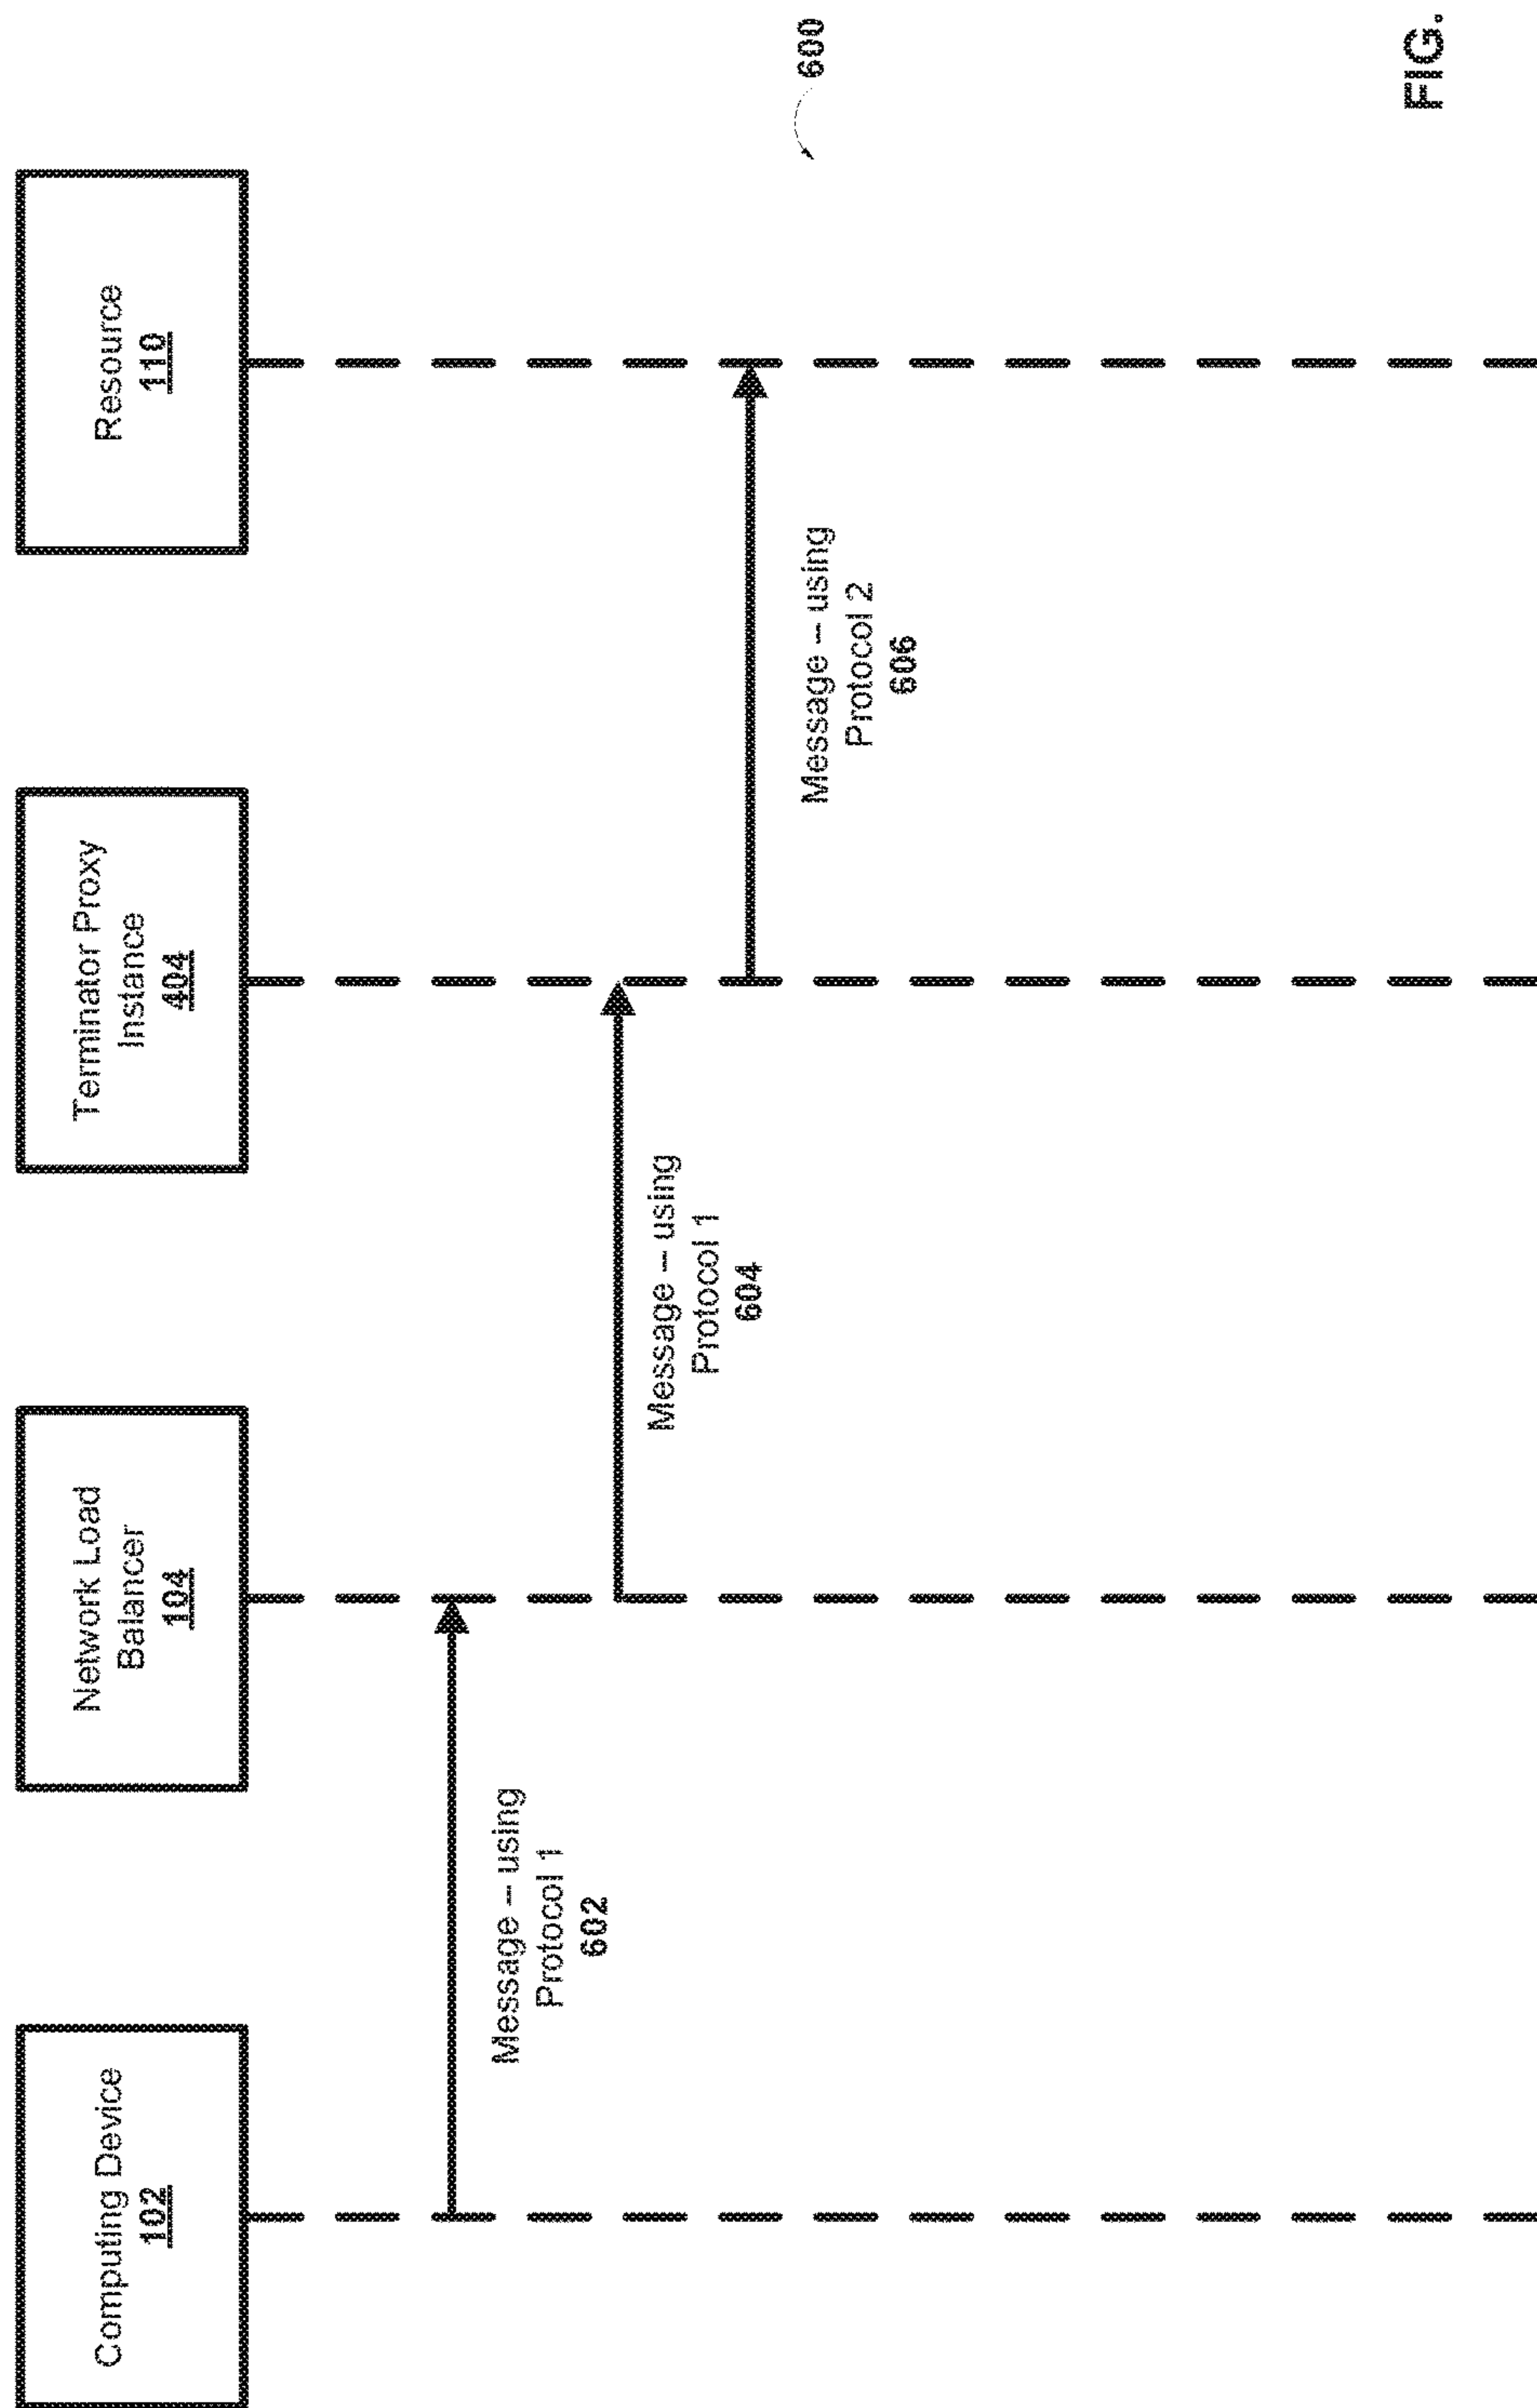 Computing Device
102
Network Load
Balancer
104
Terminator Proxy
Instance
404
Resource
110
Message – using
Protocol 1
602
Message – using
Protocol 1
604
Message – using
Protocol 2
606
600
FIG.